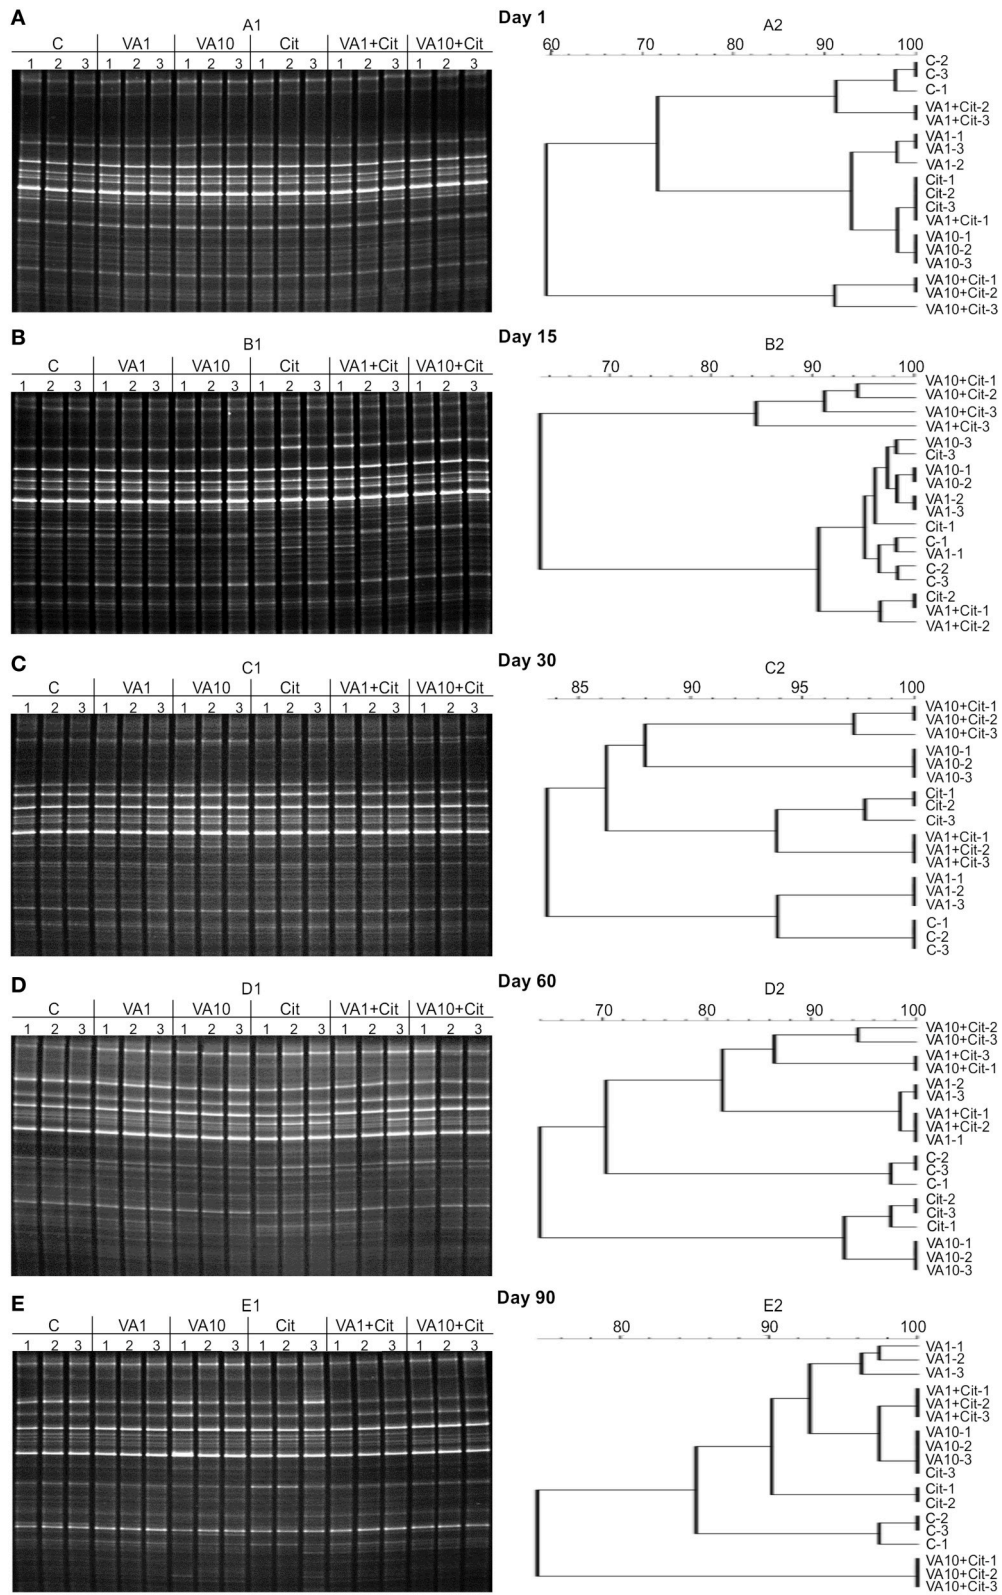 A
A1
C VA1 VA10 Cit VA1+Cit VA10+Cit
1 2 3 1 2 3 1 2 3 1 2 3 1 2 3 1 2 3
Day 1
A2
60 70 80 90 100
C-2
C-3
C-1
VA1+Cit-2
VA1+Cit-3
VA1-1
VA1-3
VA1-2
Cit-1
Cit-2
Cit-3
VA1+Cit-1
VA10-1
VA10-2
VA10-3
VA10+Cit-1
VA10+Cit-2
VA10+Cit-3
B
B1
C VA1 VA10 Cit VA1+Cit VA10+Cit
1 2 3 1 2 3 1 2 3 1 2 3 1 2 3 1 2 3
Day 15
B2
70 80 90 100
VA10+Cit-1
VA10+Cit-2
VA10+Cit-3
VA1+Cit-3
VA10-3
Cit-3
VA10-1
VA10-2
VA1-2
VA1-3
Cit-1
C-1
VA1-1
C-2
C-3
Cit-2
VA1+Cit-1
VA1+Cit-2
C
C1
C VA1 VA10 Cit VA1+Cit VA10+Cit
1 2 3 1 2 3 1 2 3 1 2 3 1 2 3 1 2 3
Day 30
C2
85 90 95 100
VA10+Cit-1
VA10+Cit-2
VA10+Cit-3
VA10-1
VA10-2
VA10-3
Cit-1
Cit-2
Cit-3
VA1+Cit-1
VA1+Cit-2
VA1+Cit-3
VA1-1
VA1-2
VA1-3
C-1
C-2
C-3
D
D1
C VA1 VA10 Cit VA1+Cit VA10+Cit
1 2 3 1 2 3 1 2 3 1 2 3 1 2 3 1 2 3
Day 60
D2
70 80 90 100
VA10+Cit-2
VA10+Cit-3
VA1+Cit-3
VA10+Cit-1
VA1-2
VA1-3
VA1+Cit-1
VA1+Cit-2
VA1-1
C-2
C-3
C-1
Cit-2
Cit-3
Cit-1
VA10-1
VA10-2
VA10-3
E
E1
C VA1 VA10 Cit VA1+Cit VA10+Cit
1 2 3 1 2 3 1 2 3 1 2 3 1 2 3 1 2 3
Day 90
E2
80 90 100
VA1-1
VA1-2
VA1-3
VA1+Cit-1
VA1+Cit-2
VA1+Cit-3
VA10-1
VA10-2
VA10-3
Cit-3
Cit-1
Cit-2
C-2
C-3
C-1
VA10+Cit-1
VA10+Cit-2
VA10+Cit-3